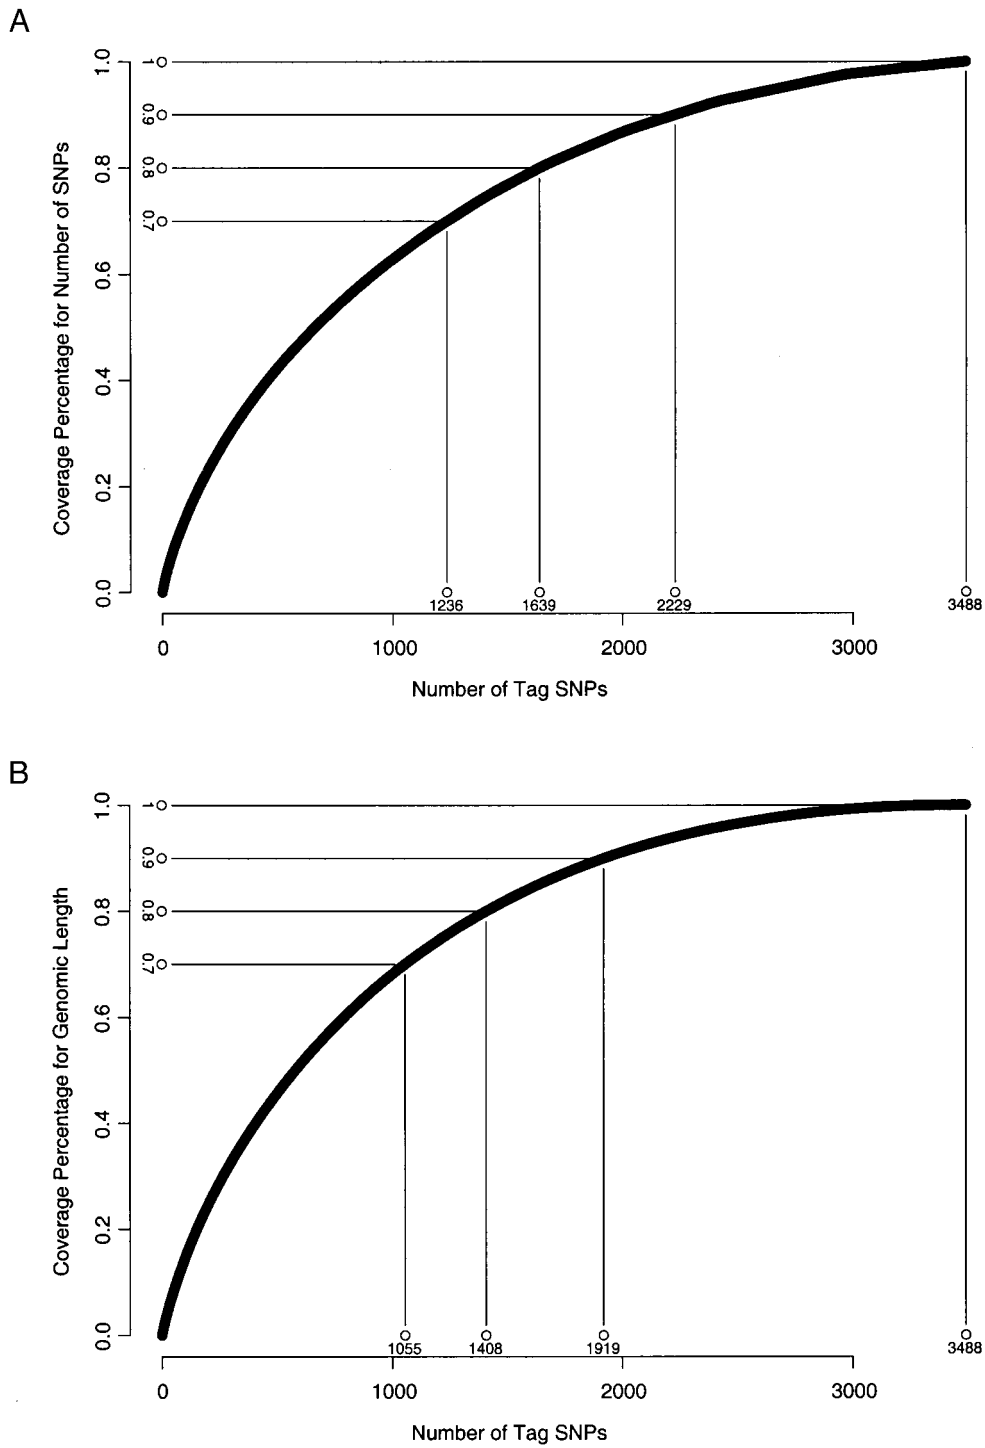 A
Coverage Percentage for Number of SNPs
1.0
0.8
0.6
0.4
0.2
0.0
1
0.9
0.8
0.7
1236 1639 2229 3488
0 1000 2000 3000
Number of Tag SNPs
B
Coverage Percentage for Genomic Length
1.0
0.8
0.6
0.4
0.2
0.0
1
0.9
0.8
0.7
1055 1408 1919 3488
0 1000 2000 3000
Number of Tag SNPs